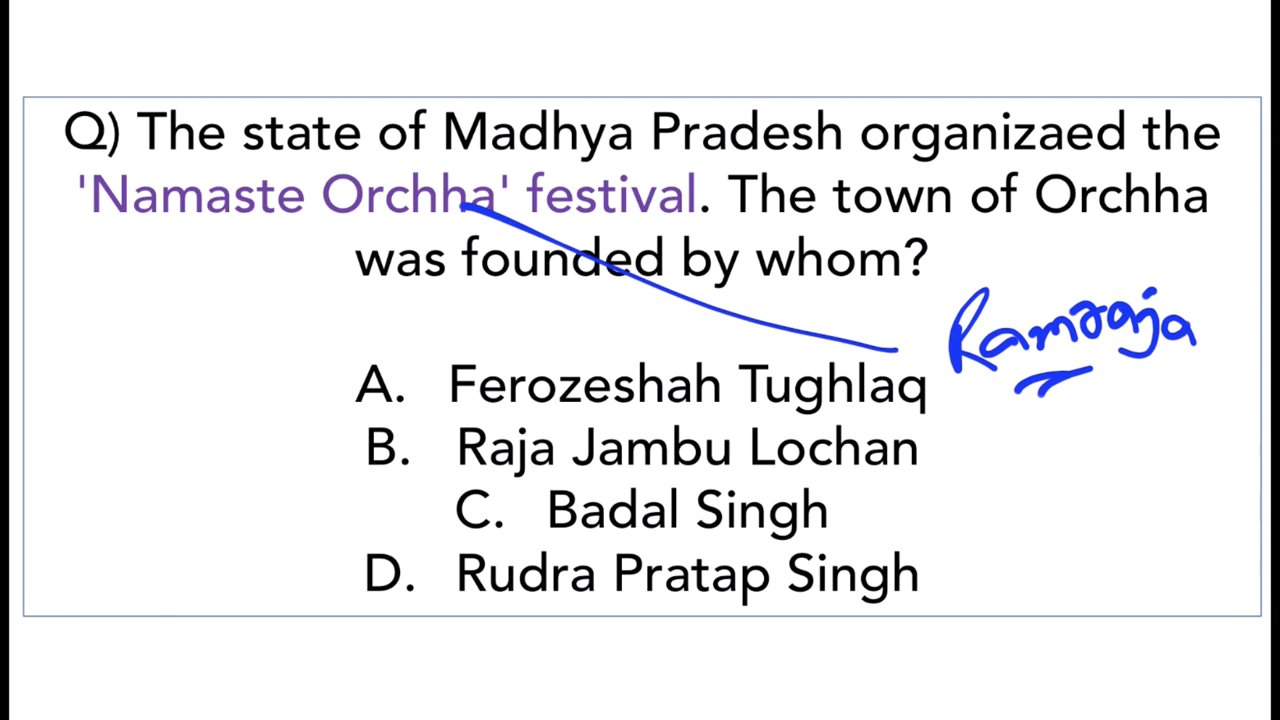 Q) The state of Madhya Pradesh organizaed the
'Namaste Orchha' festival. The town of Orchha
was founded by whom?
Ramraja
A. Ferozeshah Tughlaq
B. Raja Jambu Lochan
C. Badal Singh
D. Rudra Pratap Singh